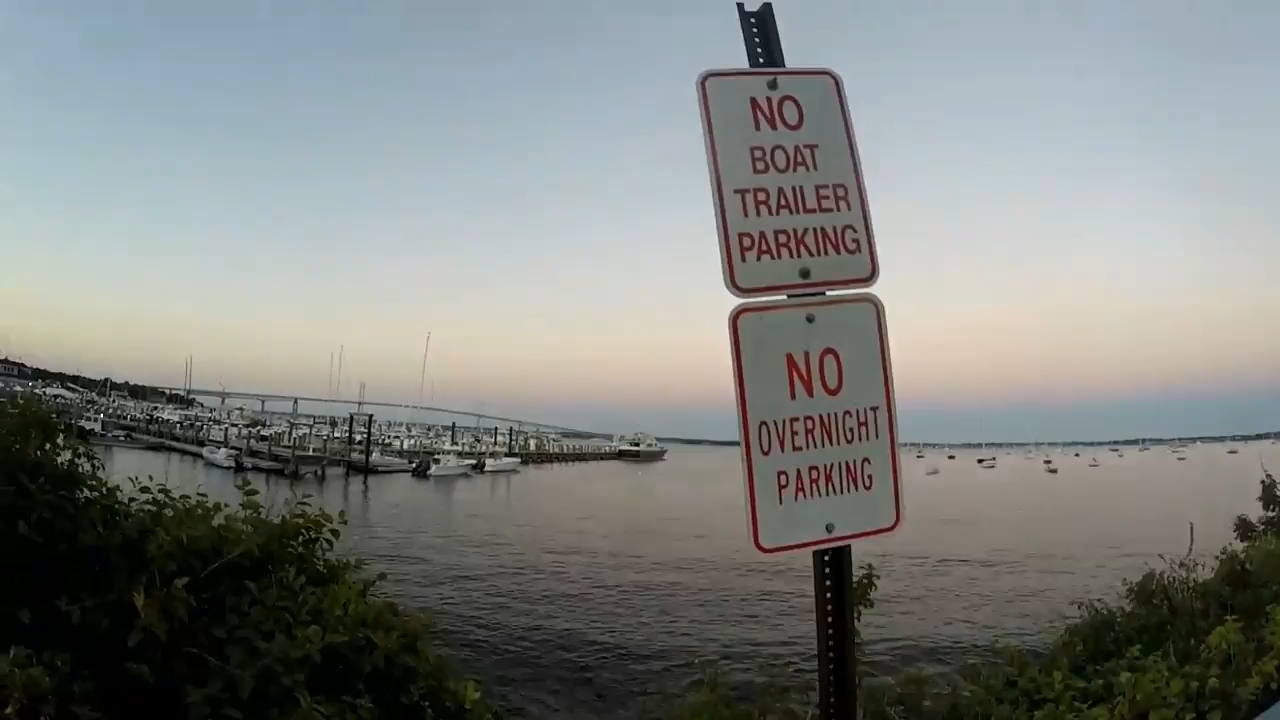 NO
BOAT
TRAILER
PARKING
NO
OVERNIGHT
PARKING